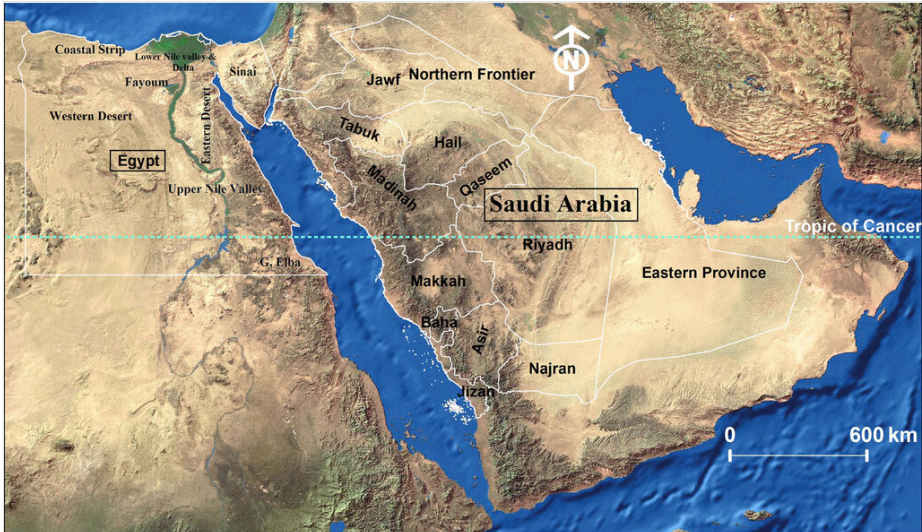 Coastal Strip
Lower Nile valley &
Delta
Sinai
Fayoum
Western Desert
Eastern Desert
Egypt
Upper Nile Valley
G. Elba
N
Jawf
Northern Frontier
Tabuk
Hail
Madinah
Qaseem
Saudi Arabia
Tropic of Cancer
Riyadh
Makkah
Eastern Province
Baha
Asir
Najran
Jizan
0
600 km